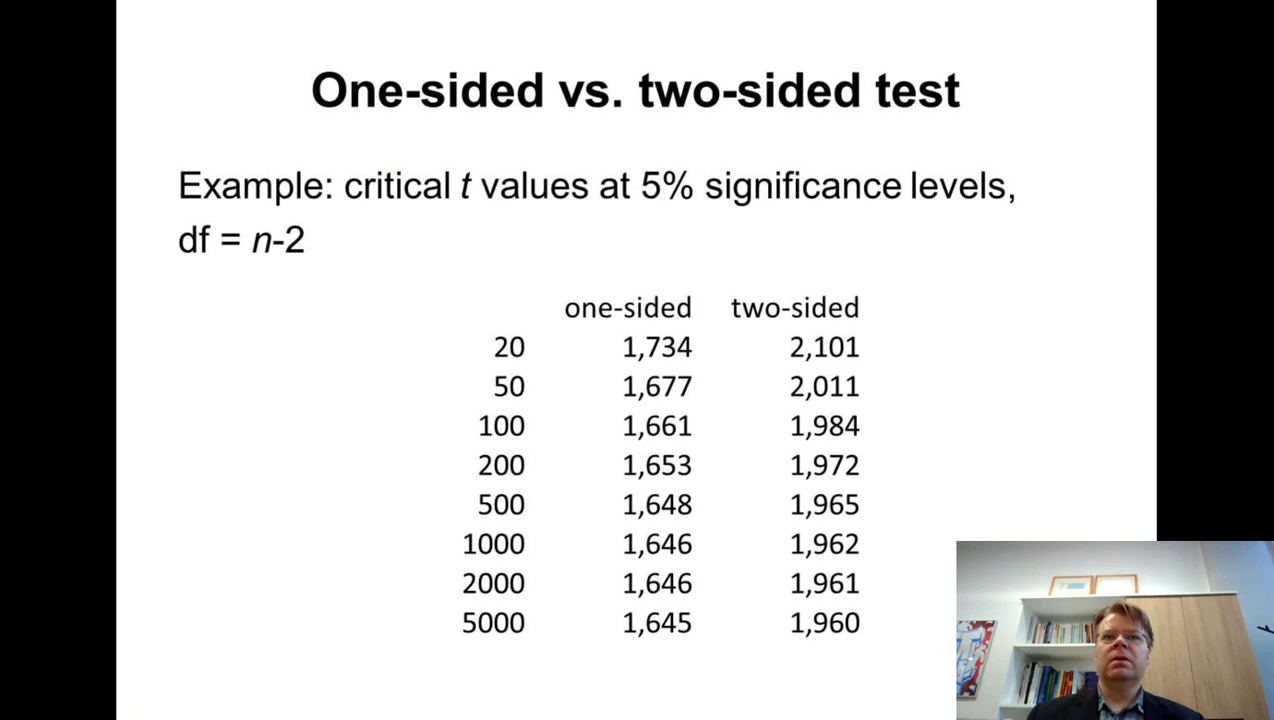 One-sided vs. two-sided test
Example: critical t values at 5% significance levels,
df = n-2
one-sided two-sided
20 1,734 2,101
50 1,677 2,011
100 1,661 1,984
200 1,653 1,972
500 1,648 1,965
1000 1,646 1,962
2000 1,646 1,961
5000 1,645 1,960